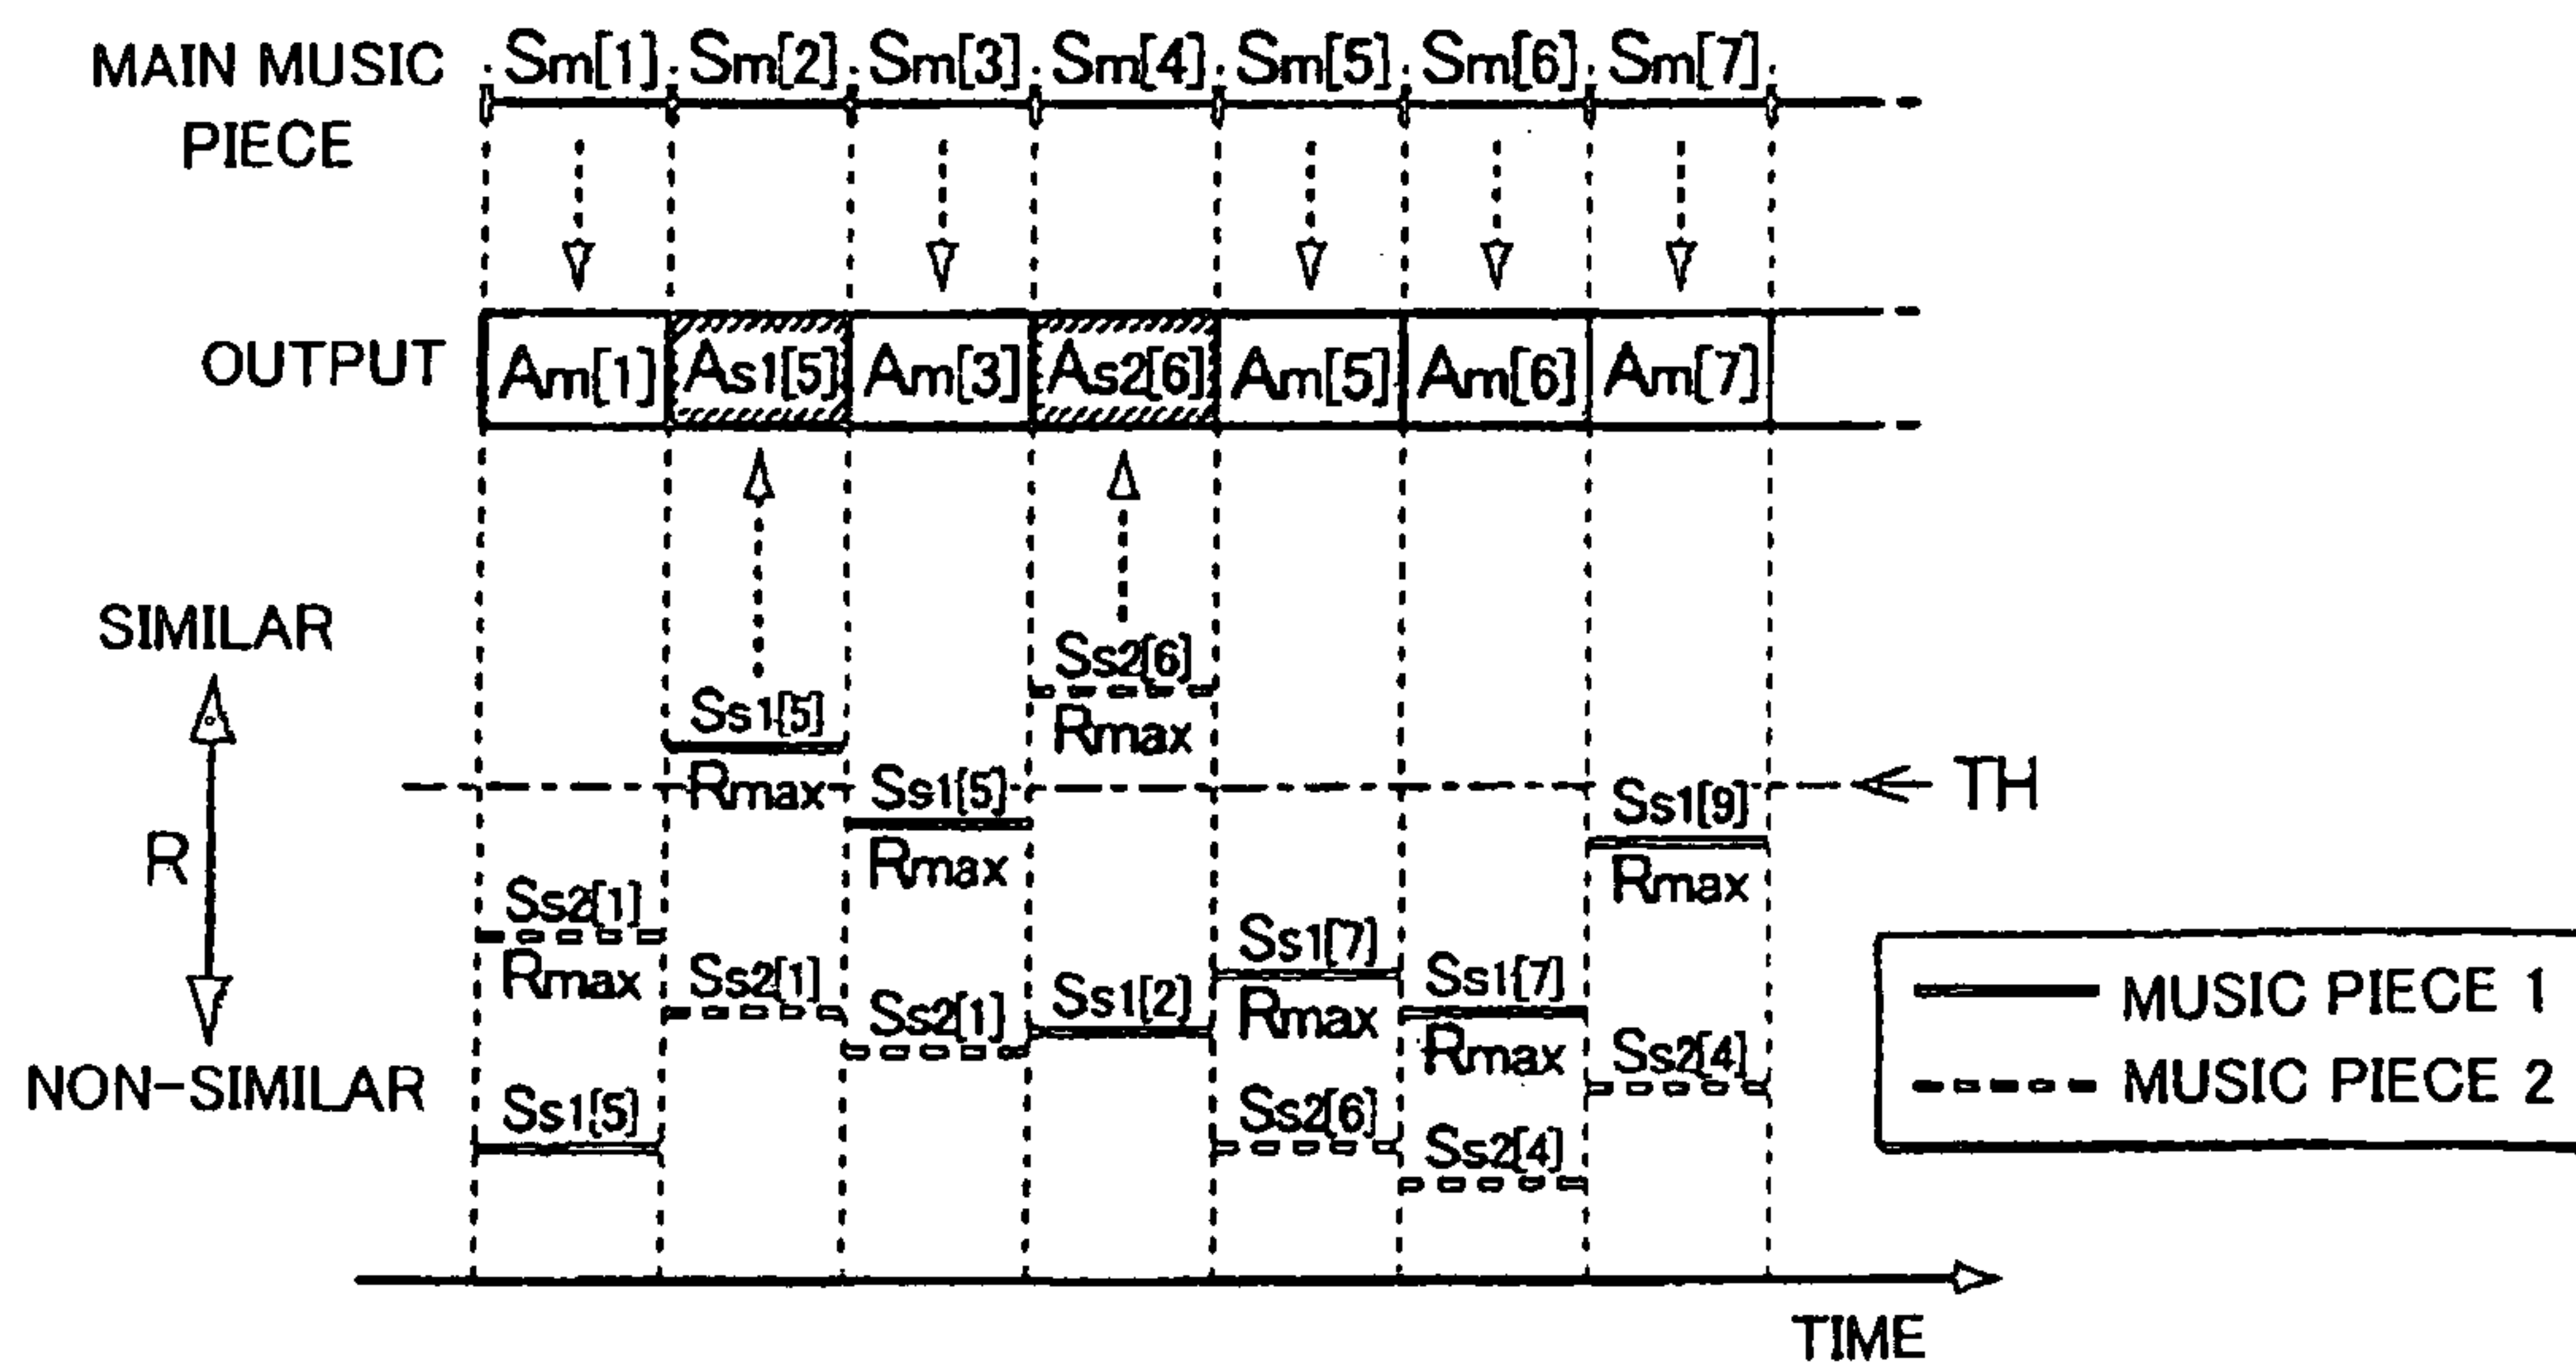 MAIN MUSIC PIECE
Sm[1] Sm[2] Sm[3] Sm[4] Sm[5] Sm[6] Sm[7]
OUTPUT
Am[1] As1[5] Am[3] As2[6] Am[5] Am[6] Am[7]
SIMILAR
R
NON-SIMILAR
Ss2[1]
Rmax
Ss1[5]
Ss1[5]
Rmax
Ss2[1]
Ss1[5]
Rmax
Ss2[1]
Ss2[6]
Rmax
Ss1[2]
Ss1[7]
Rmax
Ss2[6]
Ss1[7]
Rmax
Ss2[4]
Ss1[9]
Rmax
Ss2[4]
TH
MUSIC PIECE 1
MUSIC PIECE 2
TIME